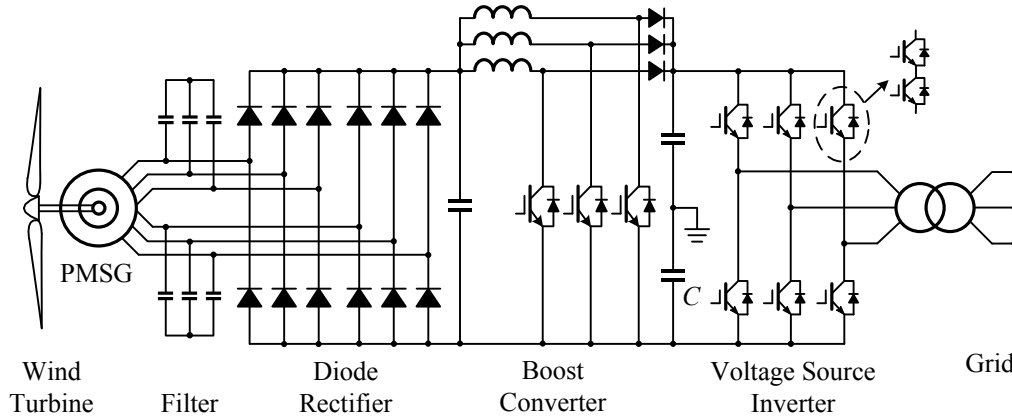 PMSG
C
Wind
Turbine
Filter
Diode
Rectifier
Boost
Converter
Voltage Source
Inverter
Grid